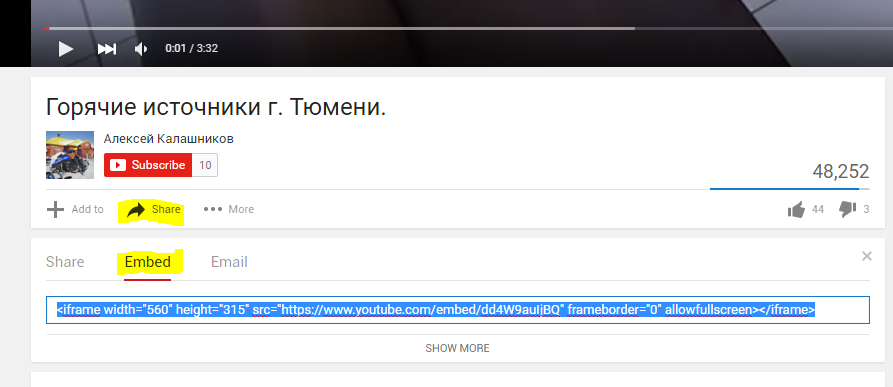 0:01 / 3:32
Горячие источники г. Тюмени.
Алексей Калашников
Subscribe 10
48,252
Add to Share More 44 3
Share Embed Email
<iframe width="560" height="315" src="https://www.youtube.com/embed/dd4W9auIjBQ" frameborder="0" allowfullscreen></iframe>
SHOW MORE